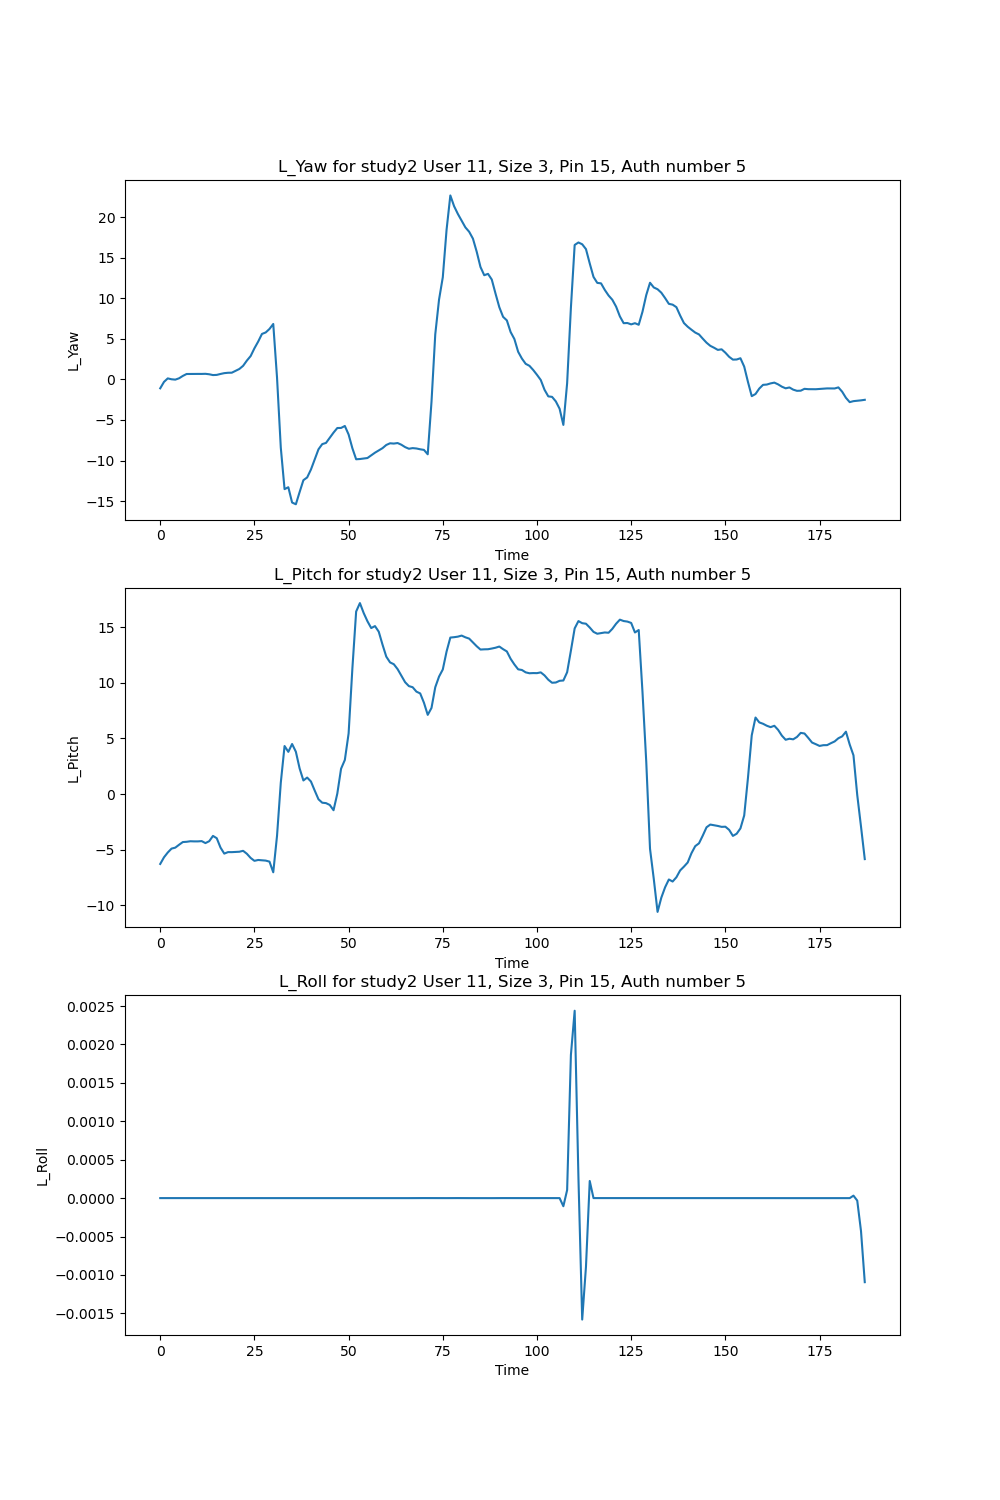 L_Yaw for study2 User 11, Size 3, Pin 15, Auth number 5
20
15
10
5
0
−5
−10
−15
L_Yaw
0 25 50 75 100 125 150 175
Time
L_Pitch for study2 User 11, Size 3, Pin 15, Auth number 5
15
10
5
0
−5
−10
L_Pitch
0 25 50 75 100 125 150 175
Time
L_Roll for study2 User 11, Size 3, Pin 15, Auth number 5
0.0025
0.0020
0.0015
0.0010
0.0005
0.0000
−0.0005
−0.0010
−0.0015
L_Roll
0 25 50 75 100 125 150 175
Time